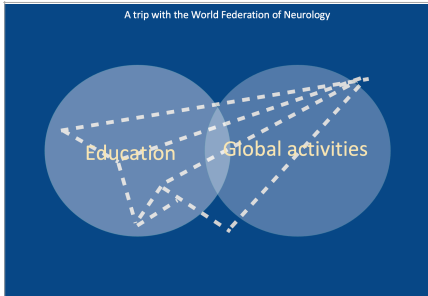 A trip with the World Federation of Neurology
Education
Global activities